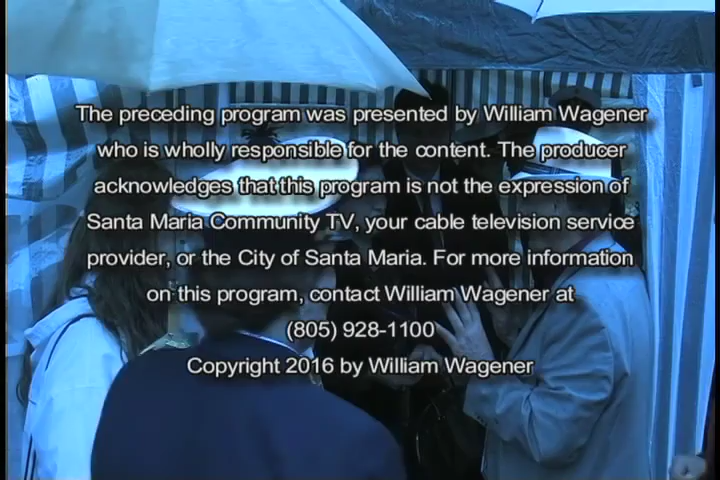 The preceding program was presented by William Wagener
who is wholly responsible for the content. The producer
acknowledges that this program is not the expression of
Santa Maria Community TV, your cable television service
provider, or the City of Santa Maria. For more information
on this program, contact William Wagener at
(805) 928-1100
Copyright 2016 by William Wagener